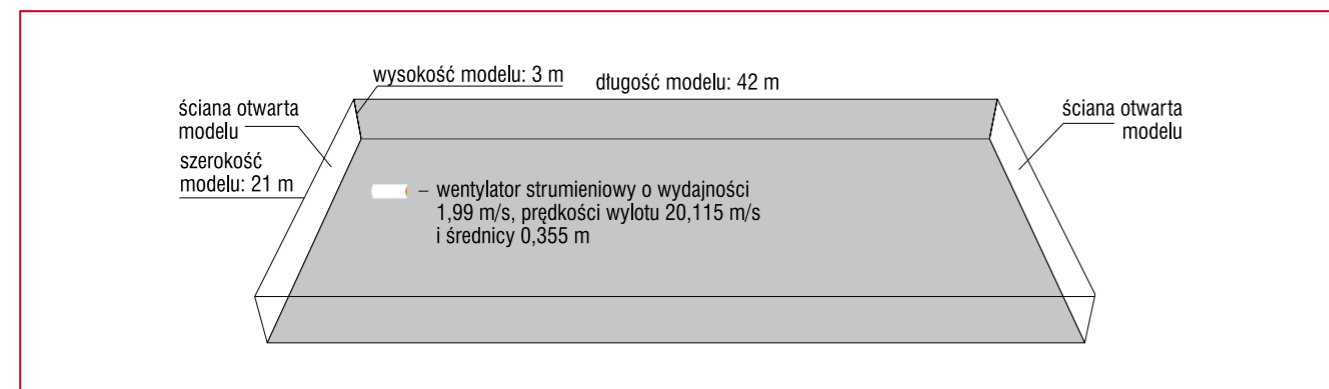 wysokość modelu: 3 m
długość modelu: 42 m
ściana otwarta
modelu
szerokość
modelu: 21 m
ściana otwarta
modelu
– wentylator strumieniowy o wydajności
1,99 m/s, prędkości wylotu 20,115 m/s
i średnicy 0,355 m